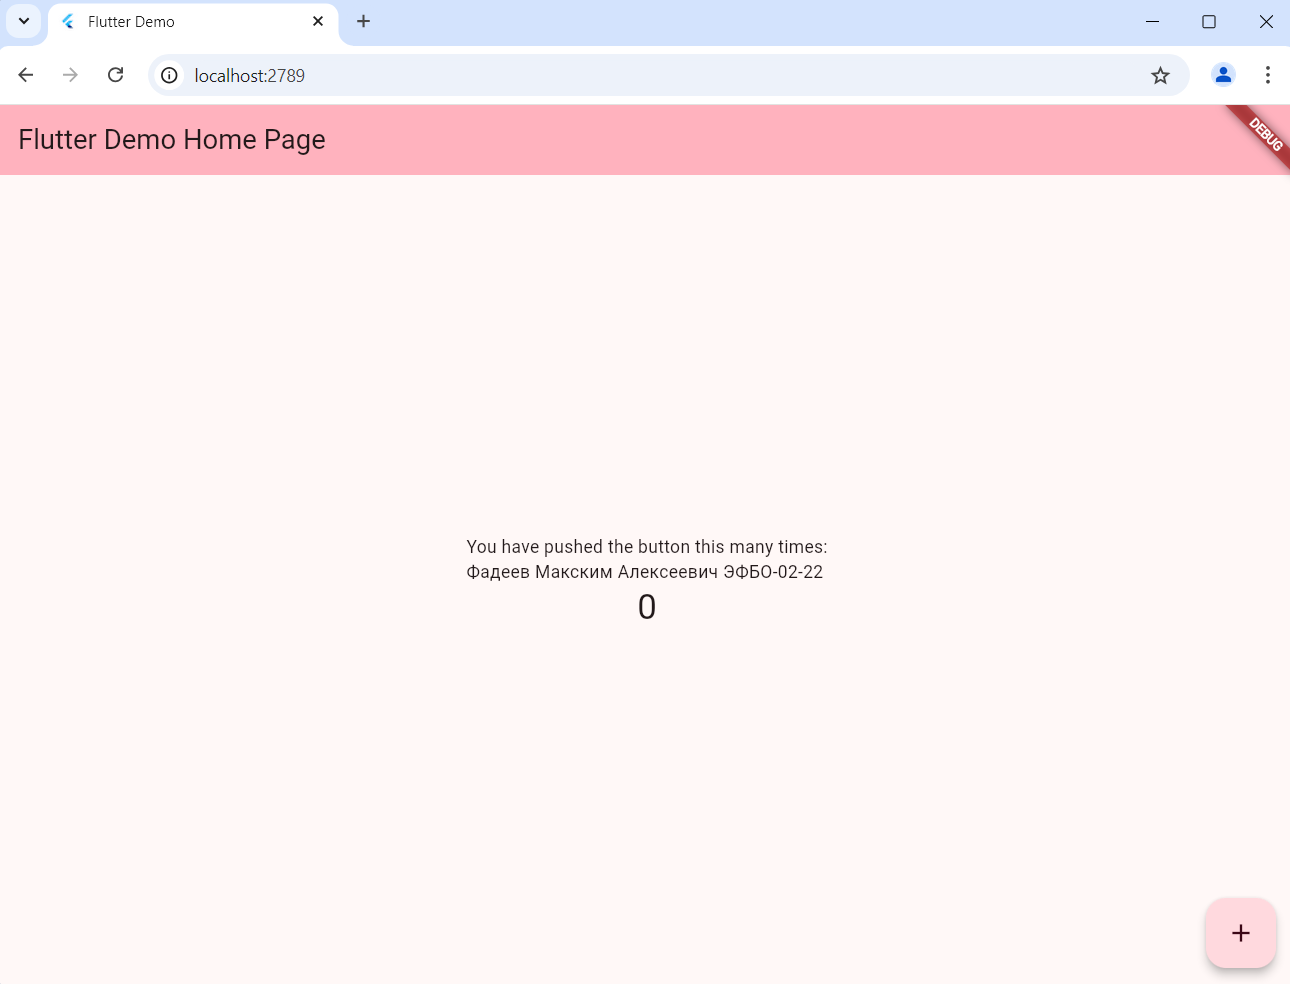 Flutter Demo
localhost:2789
Flutter Demo Home Page
DEBUG
You have pushed the button this many times:
Фадеев Максим Алексеевич ЭФБО-02-22
0